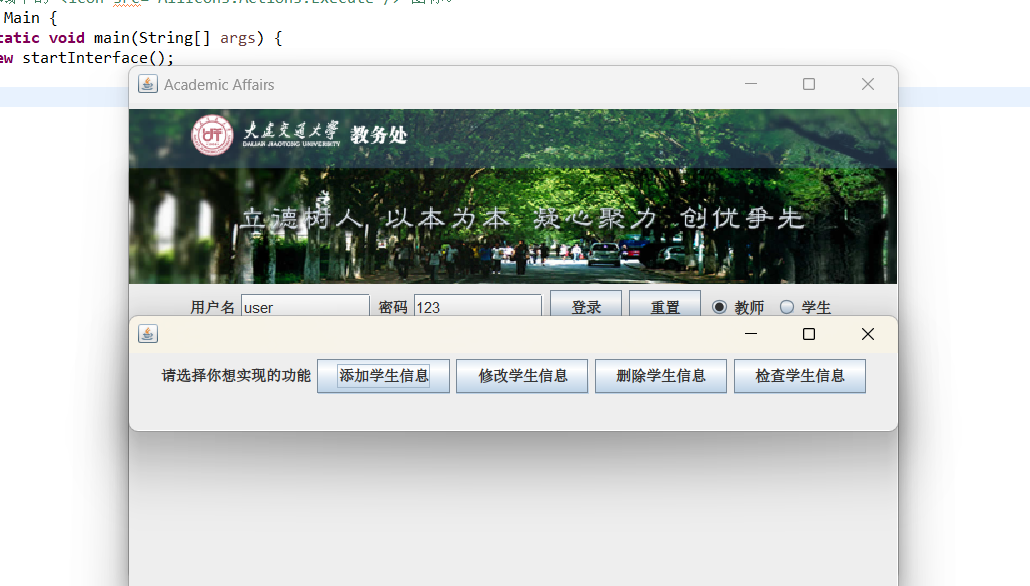 Main {
tatic void main(String[] args) {
ew startInterface();
Academic Affairs
大连交通大学 教务处
DALIAN JIAOTONG UNIVERSITY
立德树人 以本为本 凝心聚力 创优争先
用户名 user 密码 123 登录 重置 教师 学生
请选择你想实现的功能 添加学生信息 修改学生信息 删除学生信息 检查学生信息